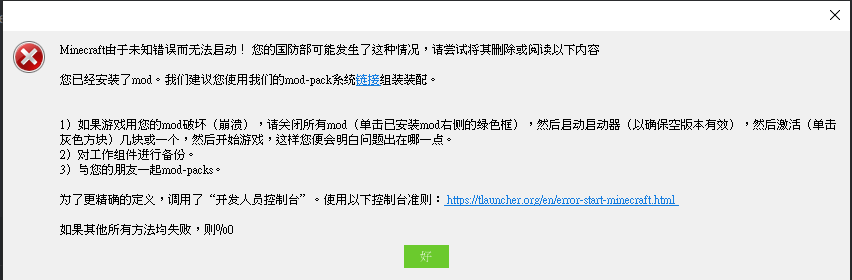 Minecraft由于未知错误而无法启动！ 您的国防部可能发生了这种情况，请尝试将其删除或阅读以下内容
您已经安装了mod。我们建议您使用我们的mod-pack系统链接组装装配。
1）如果游戏用您的mod破坏（崩溃），请关闭所有mod（单击已安装mod右侧的绿色框），然后启动启动器（以确保空版本有效），然后激活（单击
灰色方块）几块或一个，然后开始游戏，这样您便会明白问题出在哪一点。
2）对工作组件进行备份。
3）与您的朋友一起mod-packs。
为了更精确的定义，调用了“开发人员控制台”。使用以下控制台准则： https://tlauncher.org/en/error-start-minecraft.html
如果其他所有方法均失败，则%0
好